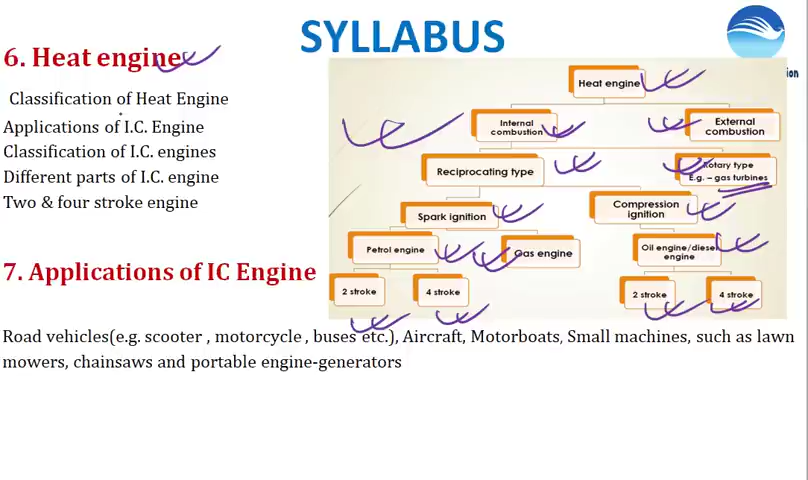 SYLLABUS
6. Heat engine
Classification of Heat Engine
Applications of I.C. Engine
Classification of I.C. engines
Different parts of I.C. engine
Two & four stroke engine
Heat engine
Internal
combustion
External
combustion
Reciprocating type
Rotary type
E.g. – gas turbines
Spark ignition
Compression
ignition
Petrol engine
Gas engine
Oil engine/diesel
engine
2 stroke
4 stroke
2 stroke
4 stroke
7. Applications of IC Engine
Road vehicles(e.g. scooter , motorcycle , buses etc.), Aircraft, Motorboats, Small machines, such as lawn
mowers, chainsaws and portable engine-generators